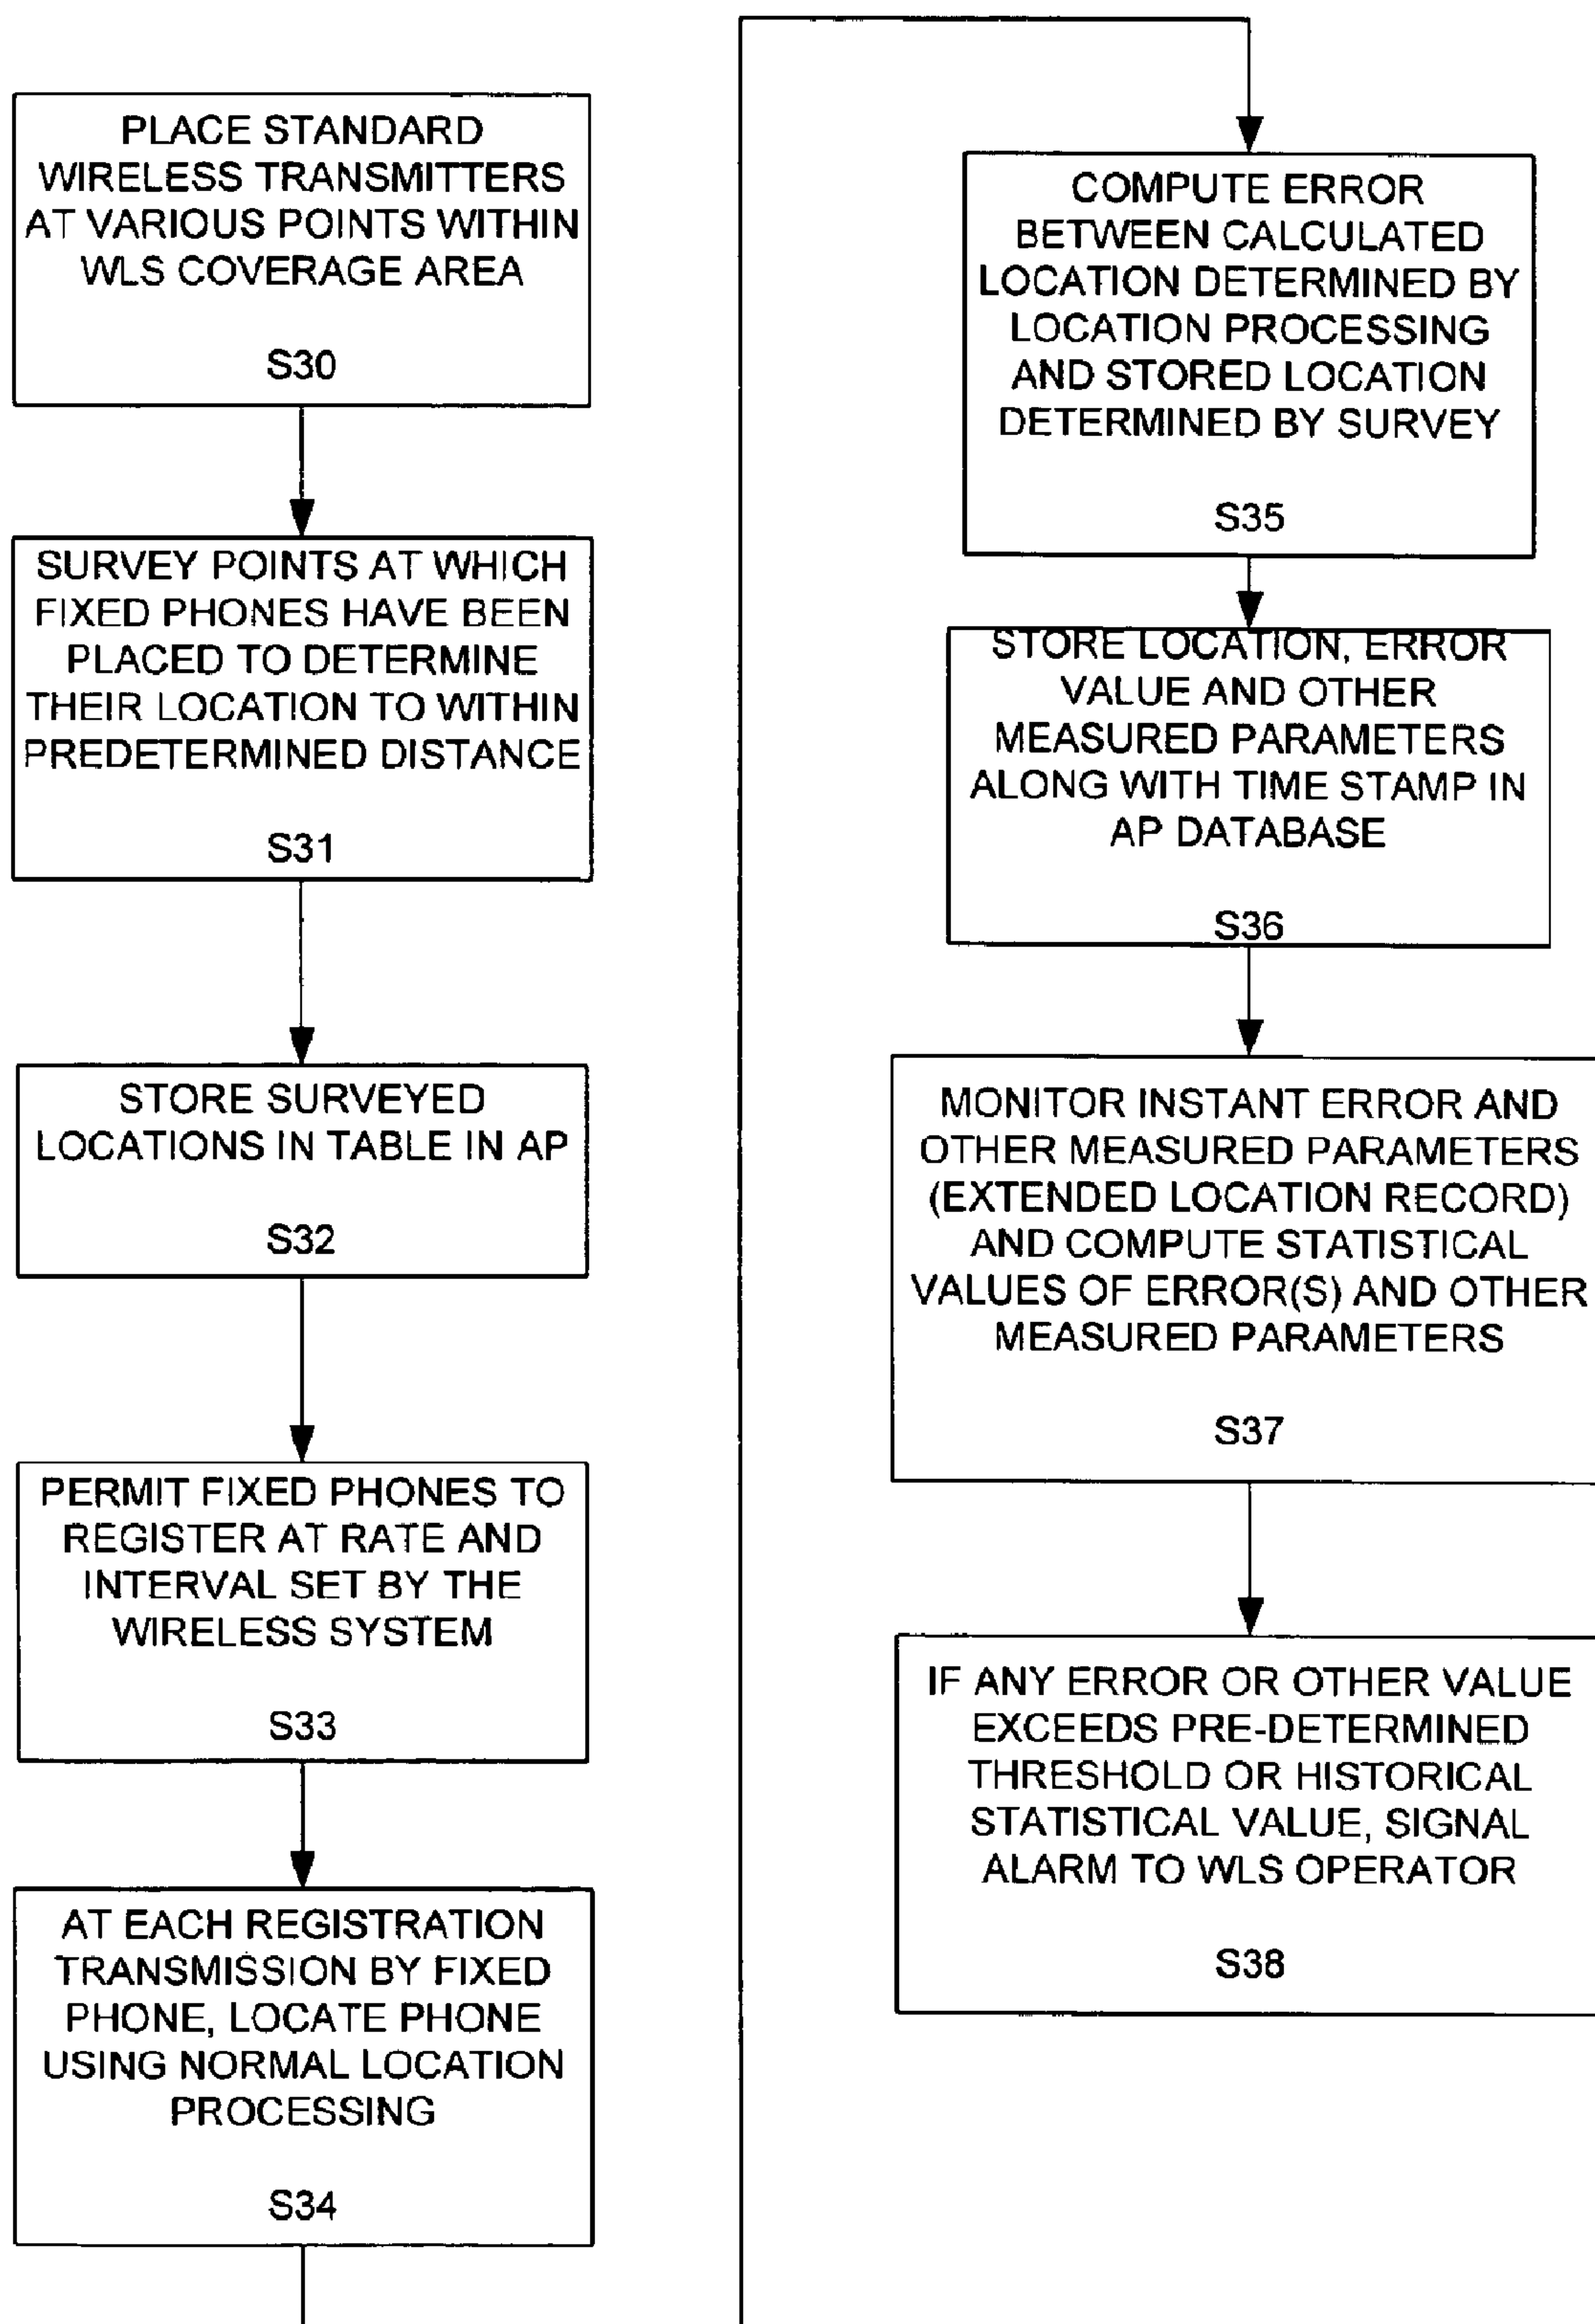 PLACE STANDARD
WIRELESS TRANSMITTERS
AT VARIOUS POINTS WITHIN
WLS COVERAGE AREA
S30
SURVEY POINTS AT WHICH
FIXED PHONES HAVE BEEN
PLACED TO DETERMINE
THEIR LOCATION TO WITHIN
PREDETERMINED DISTANCE
S31
STORE SURVEYED
LOCATIONS IN TABLE IN AP
S32
PERMIT FIXED PHONES TO
REGISTER AT RATE AND
INTERVAL SET BY THE
WIRELESS SYSTEM
S33
AT EACH REGISTRATION
TRANSMISSION BY FIXED
PHONE, LOCATE PHONE
USING NORMAL LOCATION
PROCESSING
S34
COMPUTE ERROR
BETWEEN CALCULATED
LOCATION DETERMINED BY
LOCATION PROCESSING
AND STORED LOCATION
DETERMINED BY SURVEY
S35
STORE LOCATION, ERROR
VALUE AND OTHER
MEASURED PARAMETERS
ALONG WITH TIME STAMP IN
AP DATABASE
S36
MONITOR INSTANT ERROR AND
OTHER MEASURED PARAMETERS
(EXTENDED LOCATION RECORD)
AND COMPUTE STATISTICAL
VALUES OF ERROR(S) AND OTHER
MEASURED PARAMETERS
S37
IF ANY ERROR OR OTHER VALUE
EXCEEDS PRE-DETERMINED
THRESHOLD OR HISTORICAL
STATISTICAL VALUE, SIGNAL
ALARM TO WLS OPERATOR
S38